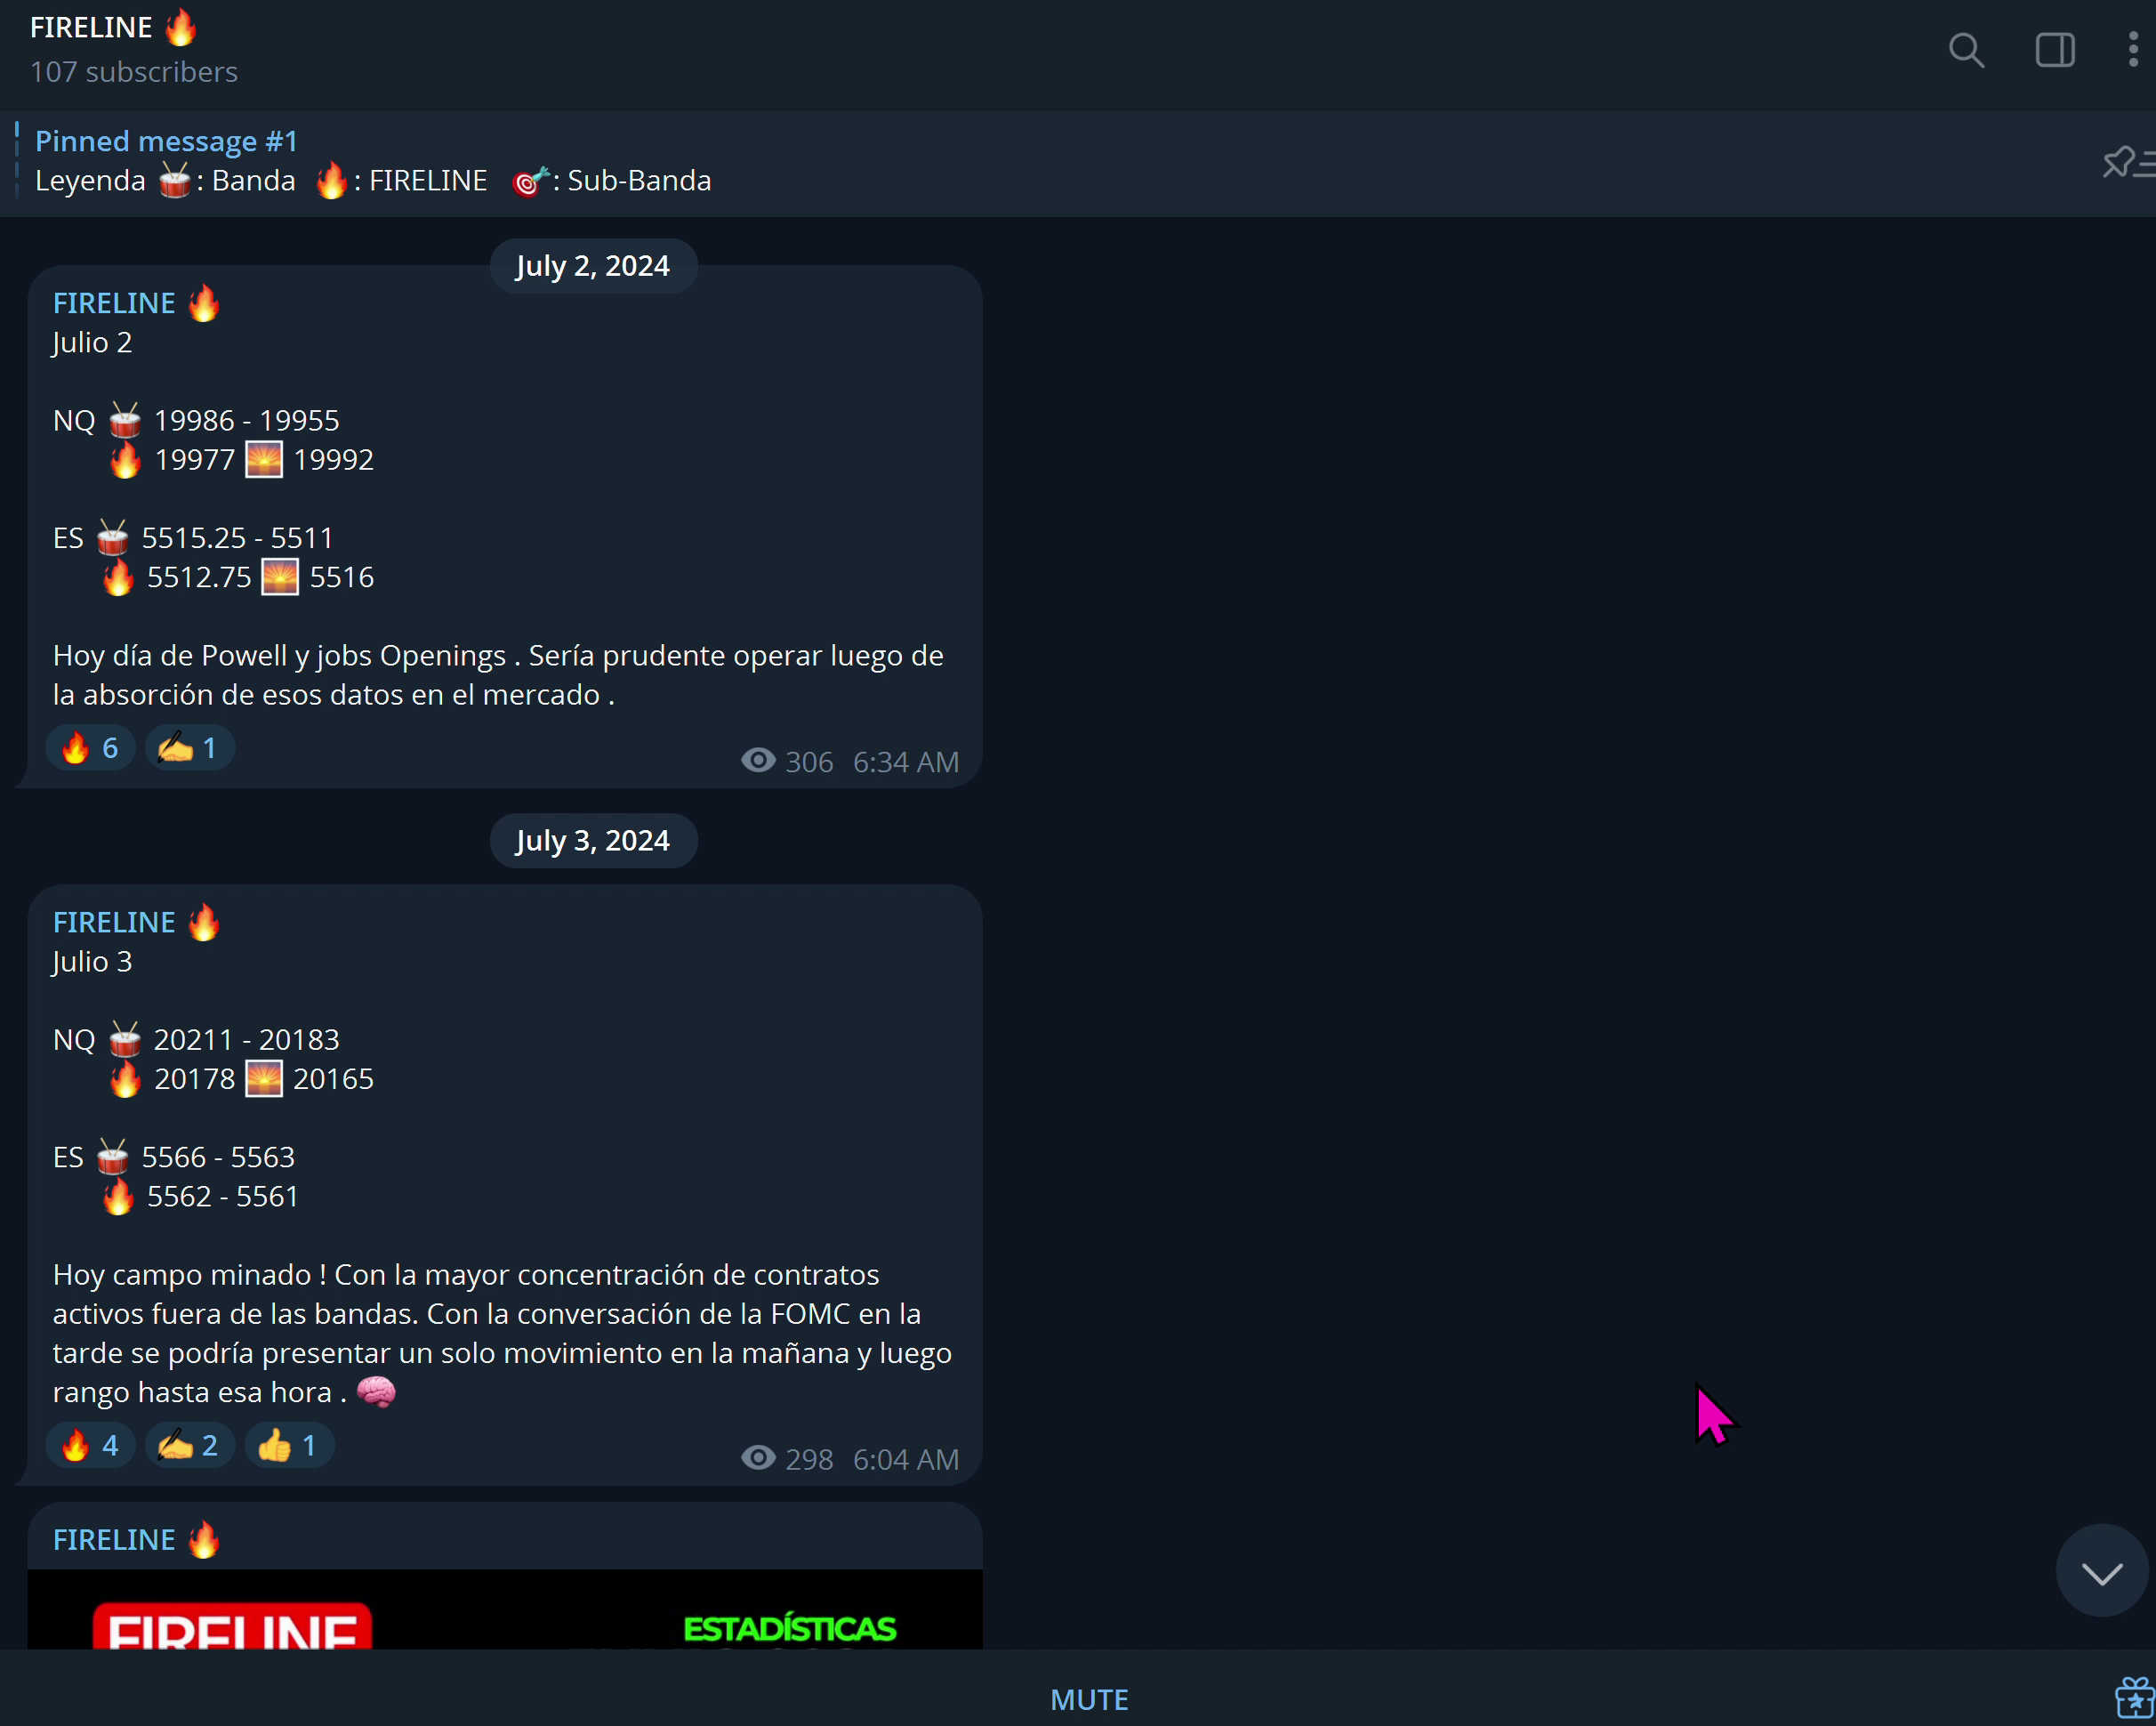 FIRELINE 🔥
107 subscribers
Pinned message #1
Leyenda 🥁: Banda 🔥: FIRELINE 🎯: Sub-Banda
July 2, 2024
FIRELINE 🔥
Julio 2
NQ 🥁 19986 - 19955
🔥 19977 🌅 19992
ES 🥁 5515.25 - 5511
🔥 5512.75 🌅 5516
Hoy día de Powell y jobs Openings . Sería prudente operar luego de
la absorción de esos datos en el mercado .
🔥 6 ✍️ 1
306 6:34 AM
July 3, 2024
FIRELINE 🔥
Julio 3
NQ 🥁 20211 - 20183
🔥 20178 🌅 20165
ES 🥁 5566 - 5563
🔥 5562 - 5561
Hoy campo minado ! Con la mayor concentración de contratos
activos fuera de las bandas. Con la conversación de la FOMC en la
tarde se podría presentar un solo movimiento en la mañana y luego
rango hasta esa hora . 🧠
🔥 4 ✍️ 2 👍 1
298 6:04 AM
FIRELINE 🔥
FIRELINE
ESTADÍSTICAS
MUTE